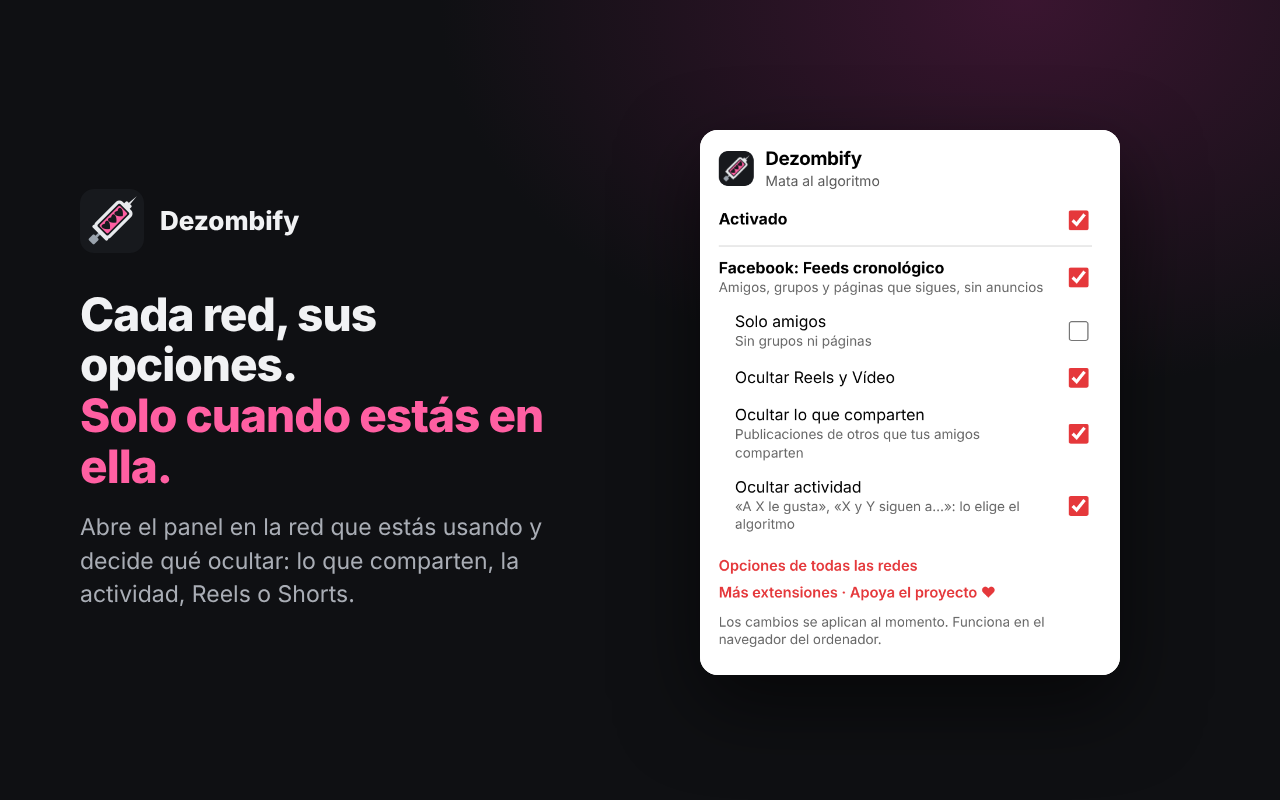 Dezombify
Cada red, sus
opciones.
Solo cuando estás en
ella.
Abre el panel en la red que estás usando y
decide qué ocultar: lo que comparten, la
actividad, Reels o Shorts.
Dezombify
Mata al algoritmo
Activado
Facebook: Feeds cronológico
Amigos, grupos y páginas que sigues, sin anuncios
Solo amigos
Sin grupos ni páginas
Ocultar Reels y Vídeo
Ocultar lo que comparten
Publicaciones de otros que tus amigos
comparten
Ocultar actividad
«A X le gusta», «X y Y siguen a...»: lo elige el
algoritmo
Opciones de todas las redes
Más extensiones · Apoya el proyecto ♥
Los cambios se aplican al momento. Funciona en el
navegador del ordenador.